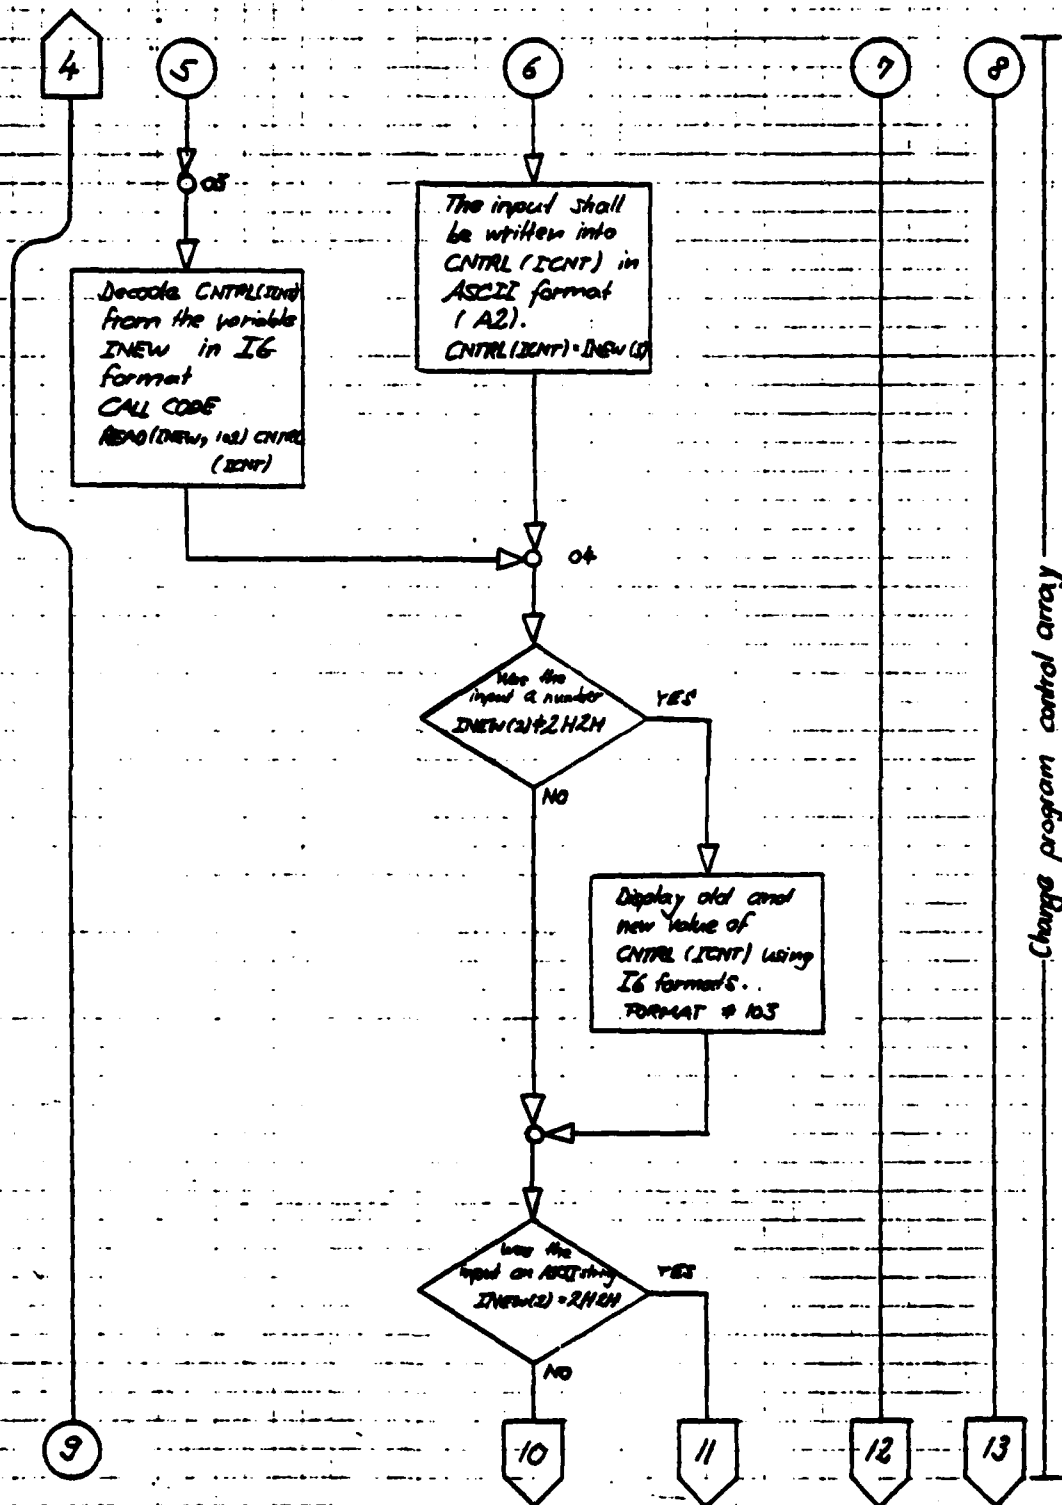 4
5
6
7
8
03
The input shall
be written into
CNTRL (ICNT) in
ASCII format
(A2).
CNTRL(ICNT)=INEW(1)
Decode CNTRL(ICNT)
from the variable
INEW in I6
format
CALL CODE
READ(INEW, 102) CNTRL
(ICNT)
04
Was the
input a number
INEW(2)≠2H2H
YES
NO
Display old and
new value of
CNTRL (ICNT) using
I6 formats..
FORMAT # 103
Was the
input an ASCII string
INEW(2)=2H2H
YES
NO
9
10
11
12
13
Change program control array